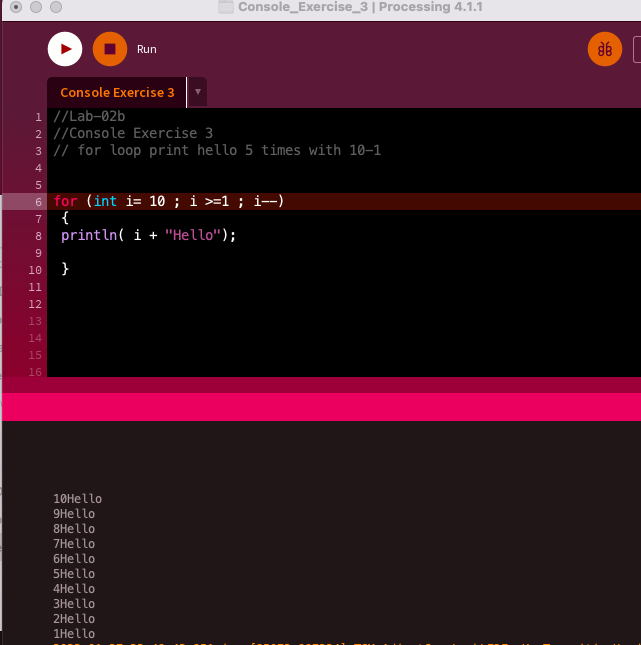 Console_Exercise_3 | Processing 4.1.1
Run
Console Exercise 3 ▼
1 //Lab-02b
2 //Console Exercise 3
3 // for loop print hello 5 times with 10-1
4
5
6 for (int i= 10 ; i >=1 ; i--)
7 {
8 println( i + "Hello");
9
10 }
11
12
13
14
15
16
10Hello
9Hello
8Hello
7Hello
6Hello
5Hello
4Hello
3Hello
2Hello
1Hello